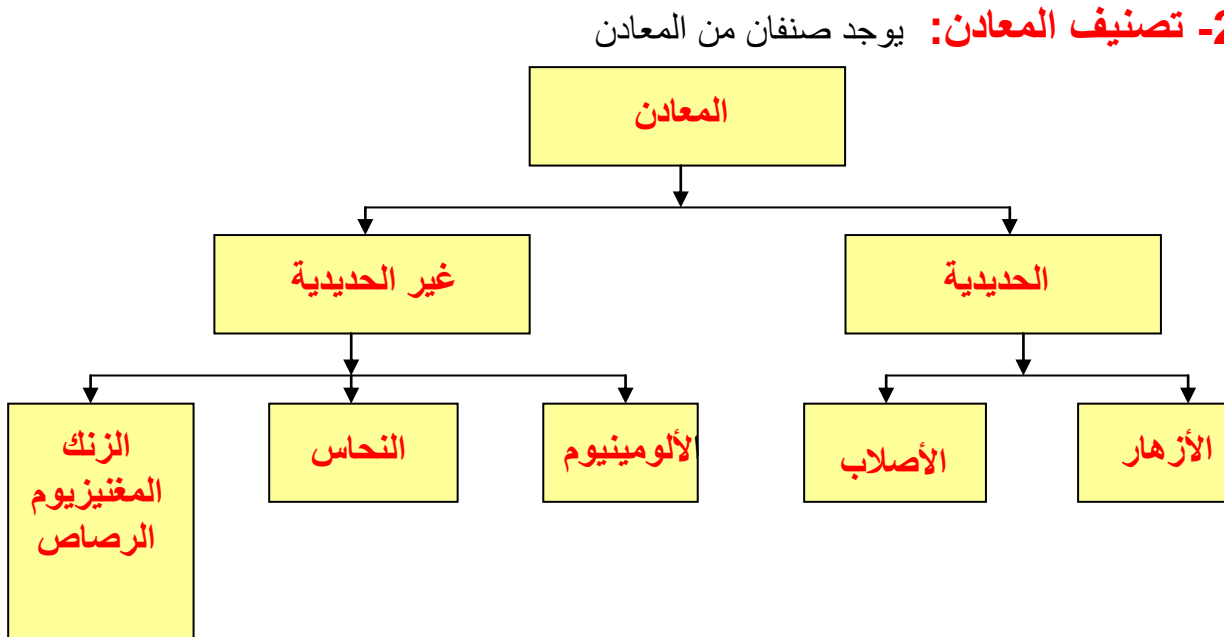 2- تصنيف المعادن: يوجد صنفان من المعادن
المعادن
الحديدية
غير الحديدية
الأزهار
الأصلاب
الألومينيوم
النحاس
الزنك
المغنيزيوم
الرصاص